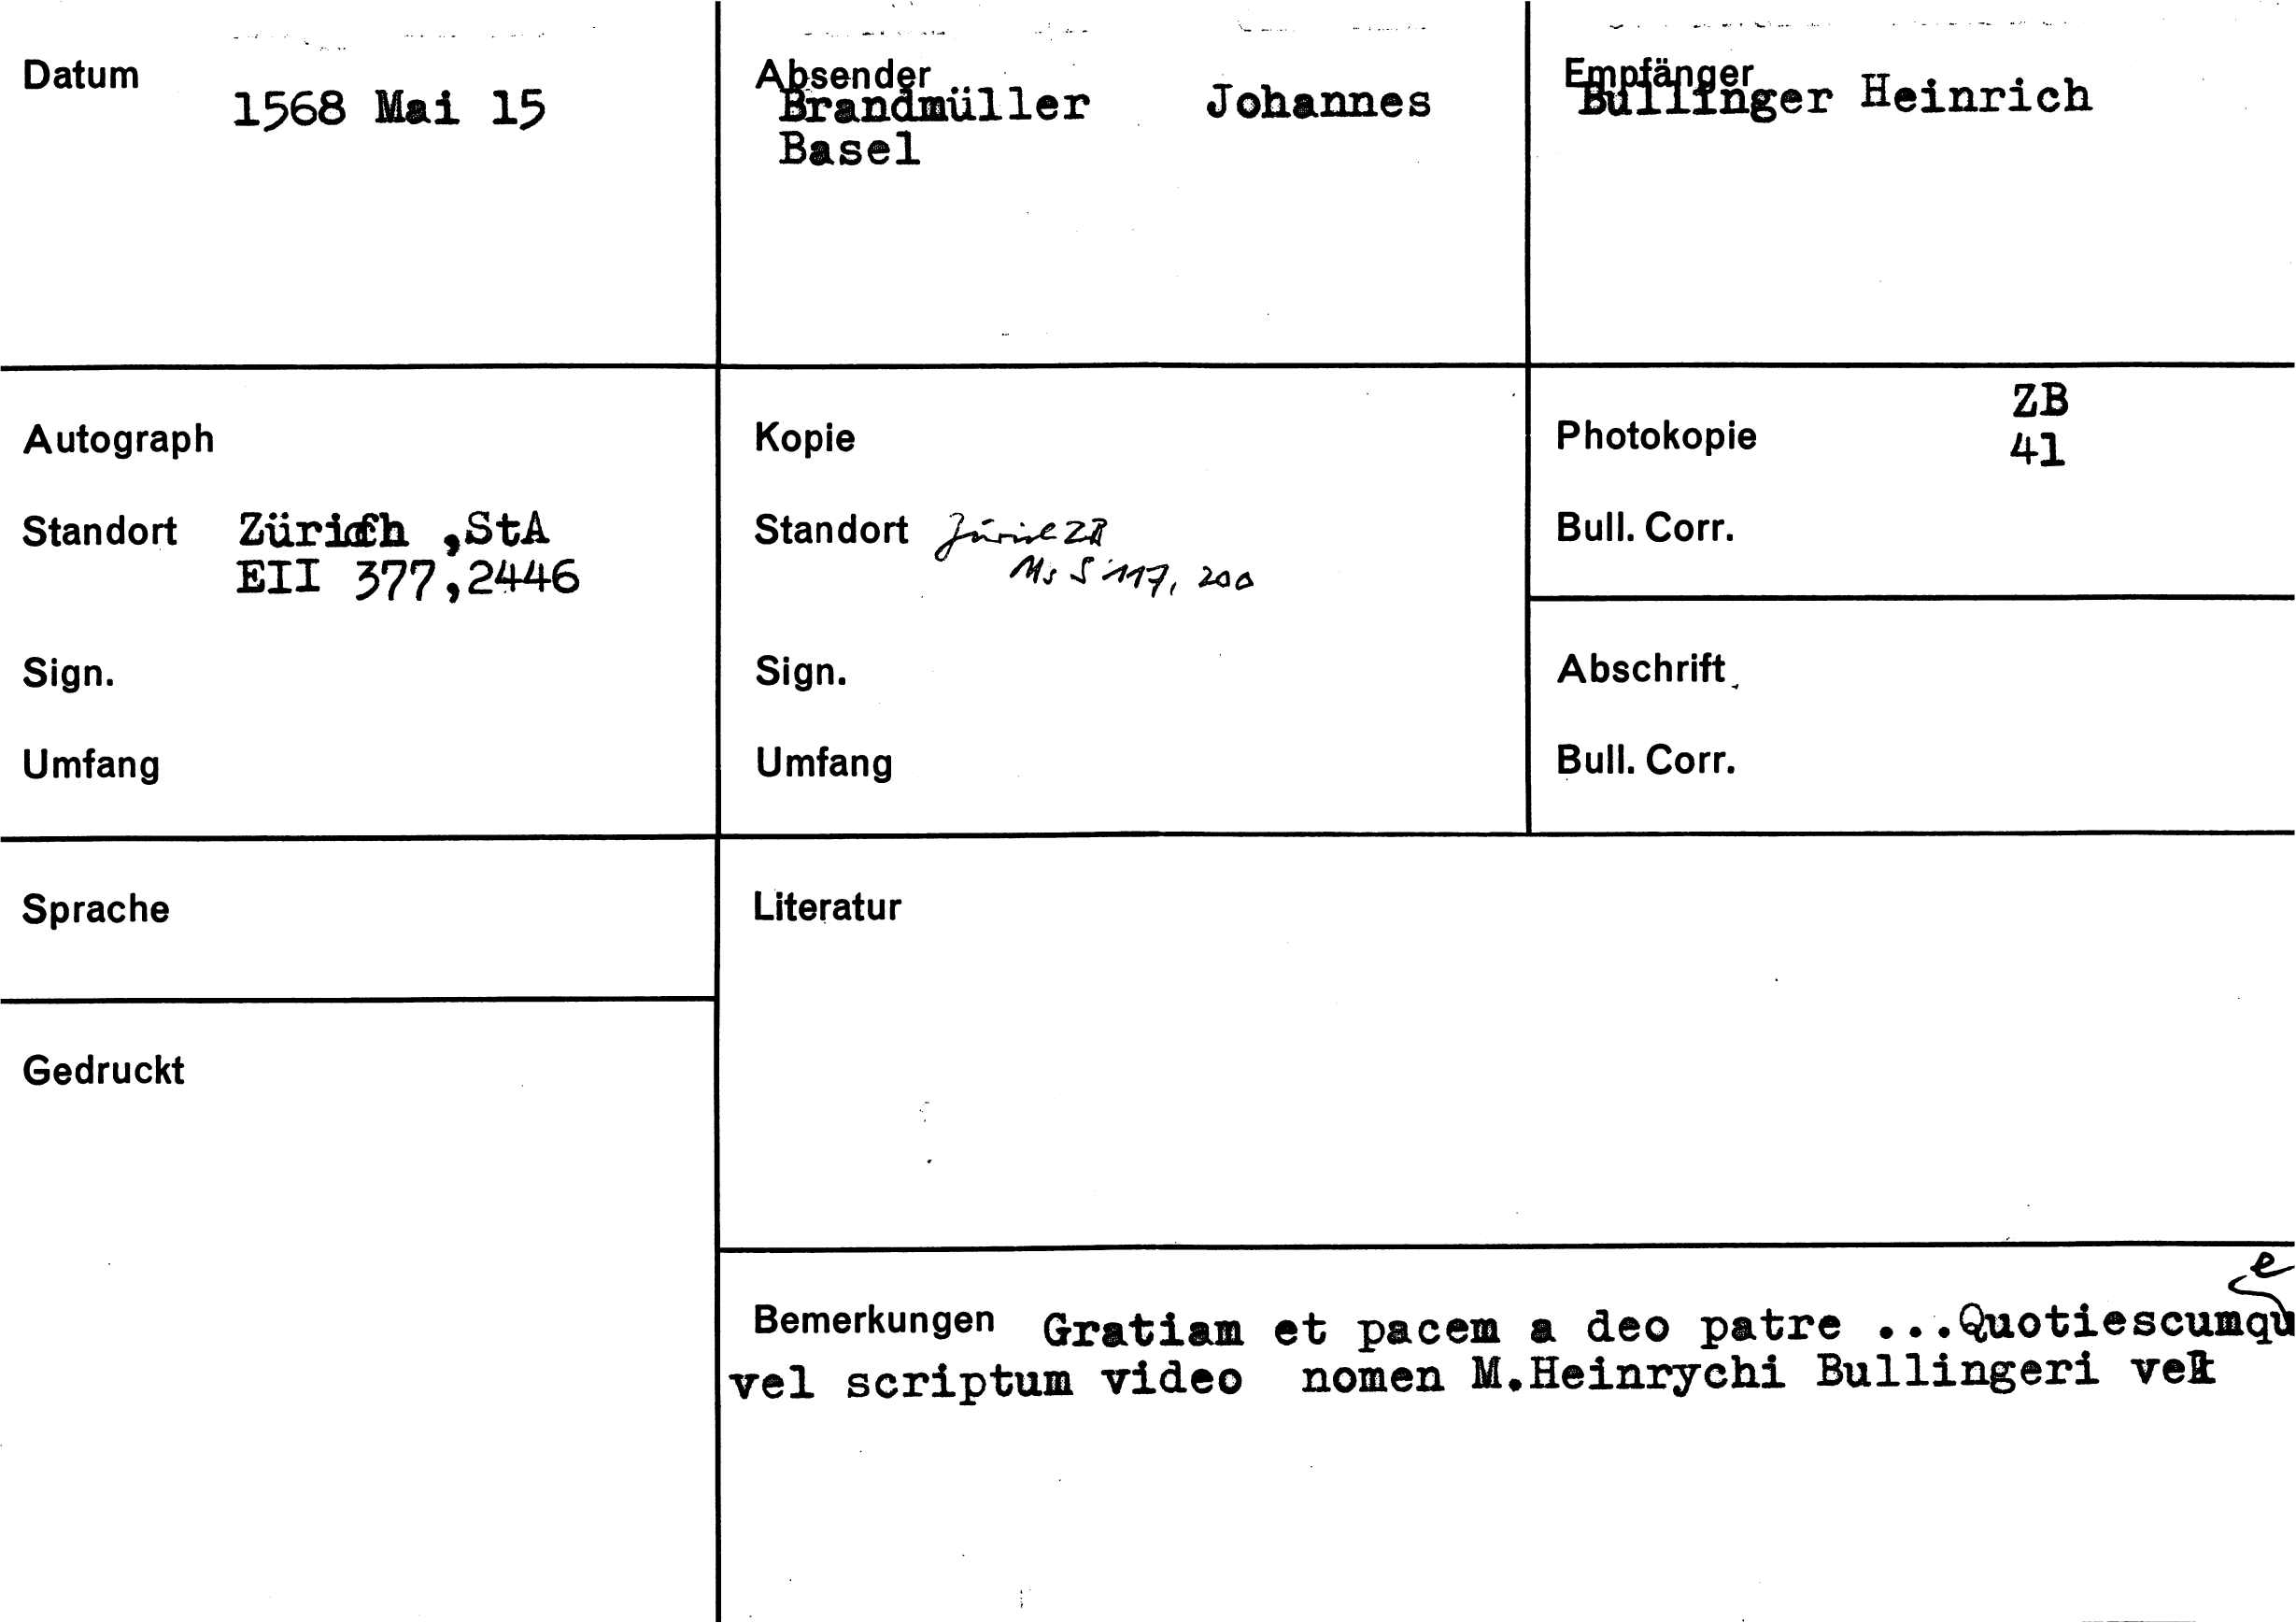 Datum
1568 Mai 15
Absender
Brandmüller Johannes
Basel
Empfänger
Bullinger Heinrich
Autograph
Standort Zürich ,StA
EII 377,2446
Sign.
Umfang
Kopie
Standort Zürich ZB
Ms S 117, 200
Sign.
Umfang
Photokopie
ZB
41
Bull. Corr.
Abschrift
Bull. Corr.
Sprache
Literatur
Gedruckt
Bemerkungen Gratiam et pacem a deo patre ...Quotiescumque
vel scriptum video nomen M.Heinrychi Bullingeri vel